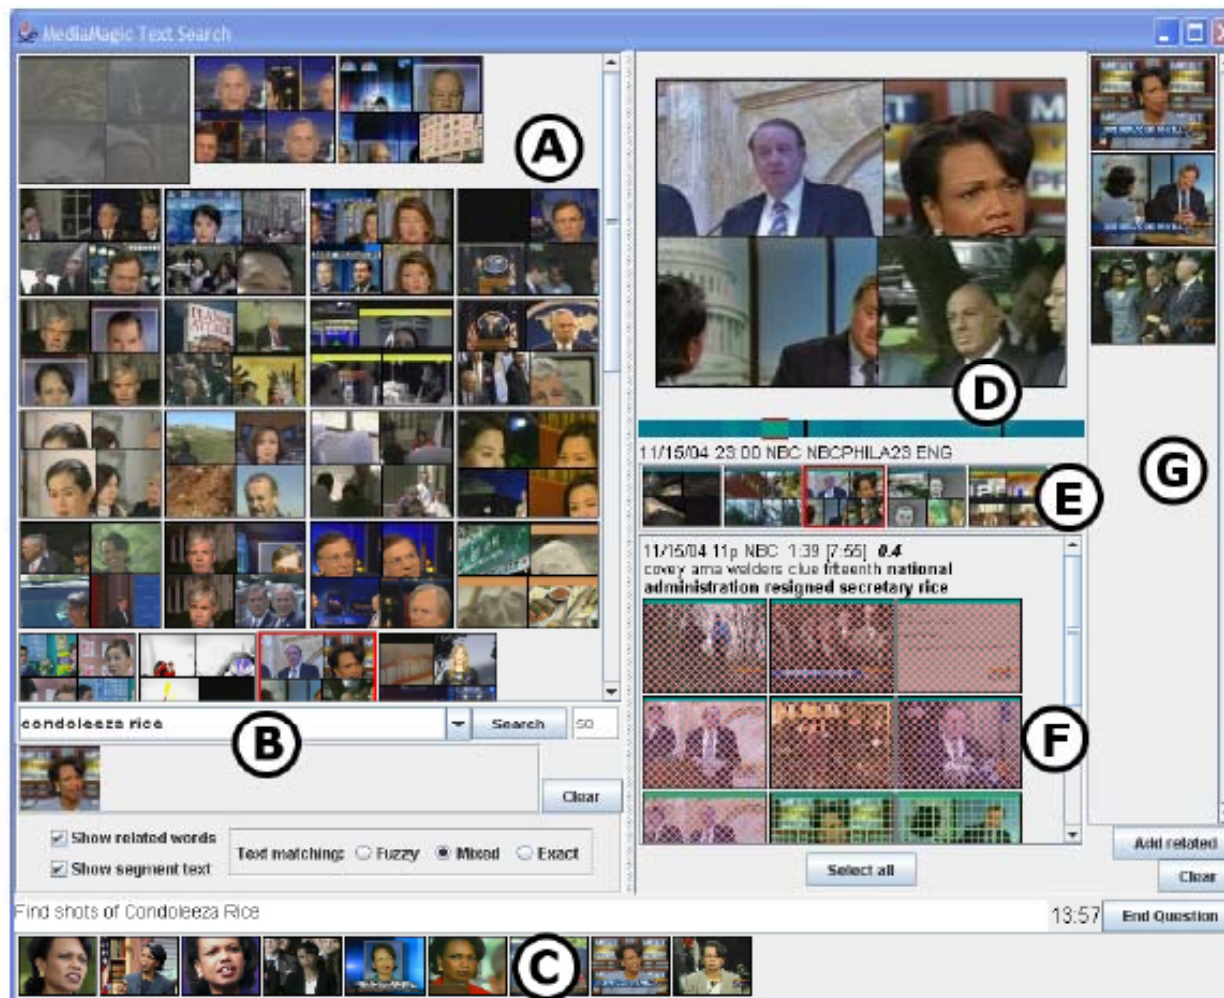 MediaMagic Text Search
A
D
11/15/04 23:00 NBC NBCPHILA23 ENG
G
E
11/15/04 11p NBC 1:39 [7:55] 0.4
covey ama welders clue fifteenth national
administration resigned secretary rice
F
condoleeza rice
Search
50
B
Clear
Show related words
Show segment text
Text matching: Fuzzy Mixed Exact
Select all
Add related
Clear
Find shots of Condoleeza Rice
13:57
End Question
C